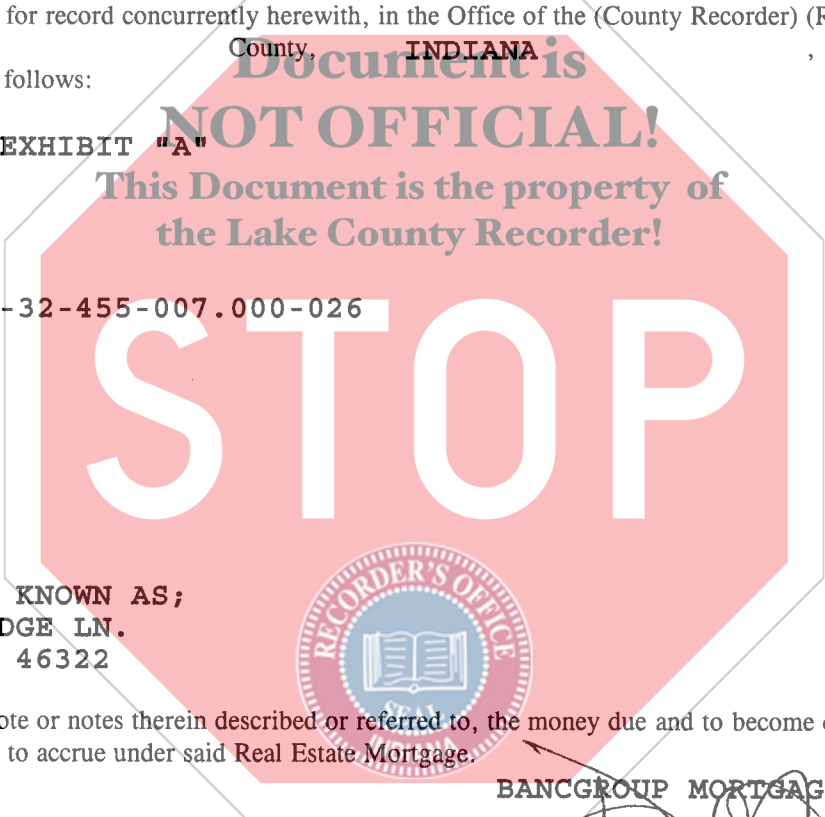 for record concurrently herewith, in the Office of the (County Recorder) (R
County, INDIANA ,
Document is
follows:
NOT OFFICIAL!
EXHIBIT "A"
This Document is the property of
the Lake County Recorder!
-32-455-007.000-026
STOP
KNOWN AS;
DGE LN.
46322
RECORDER'S OFFICE
SEAL
ote or notes therein described or referred to, the money due and to become
to accrue under said Real Estate Mortgage.
BANCGROUP MORTGAG